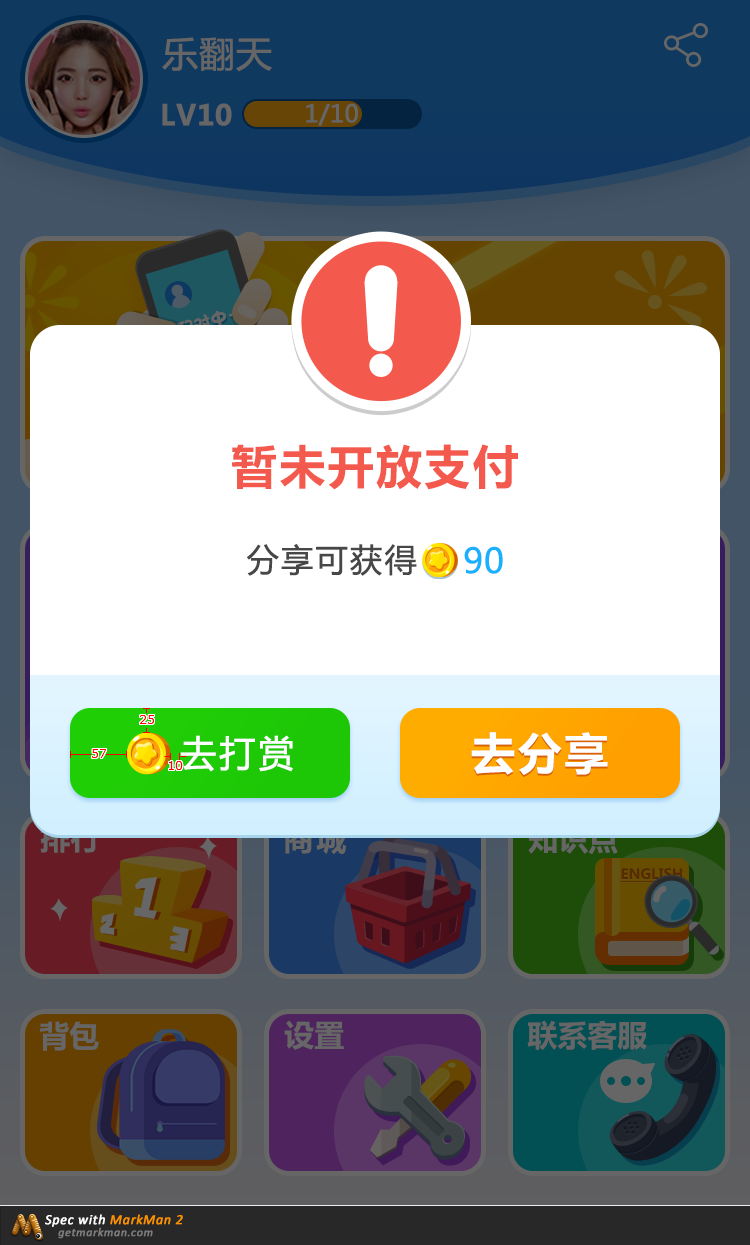 乐翻天
LV10
1/10
暂未开放支付
分享可获得
90
25
57
10
去打赏
去分享
排行
商城
知识点
1
2
3
ENGLISH
背包
设置
联系客服
Spec with MarkMan 2
getmarkman.com